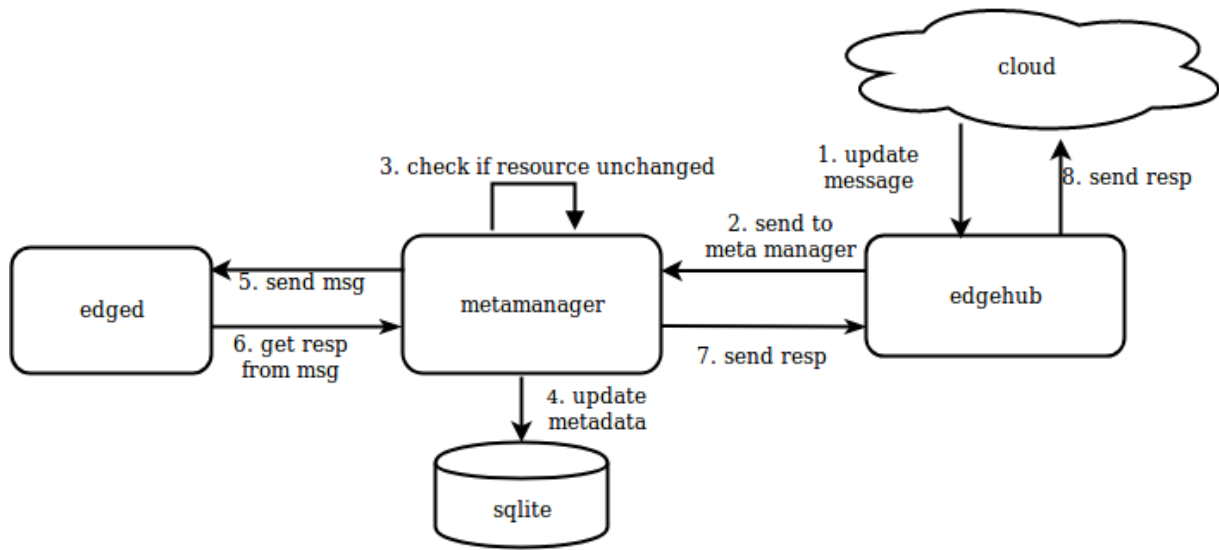 cloud
1. update
message
8. send resp
3. check if resource unchanged
2. send to
meta manager
edged
5. send msg
metamanager
edgehub
6. get resp
from msg
7. send resp
4. update
metadata
sqlite